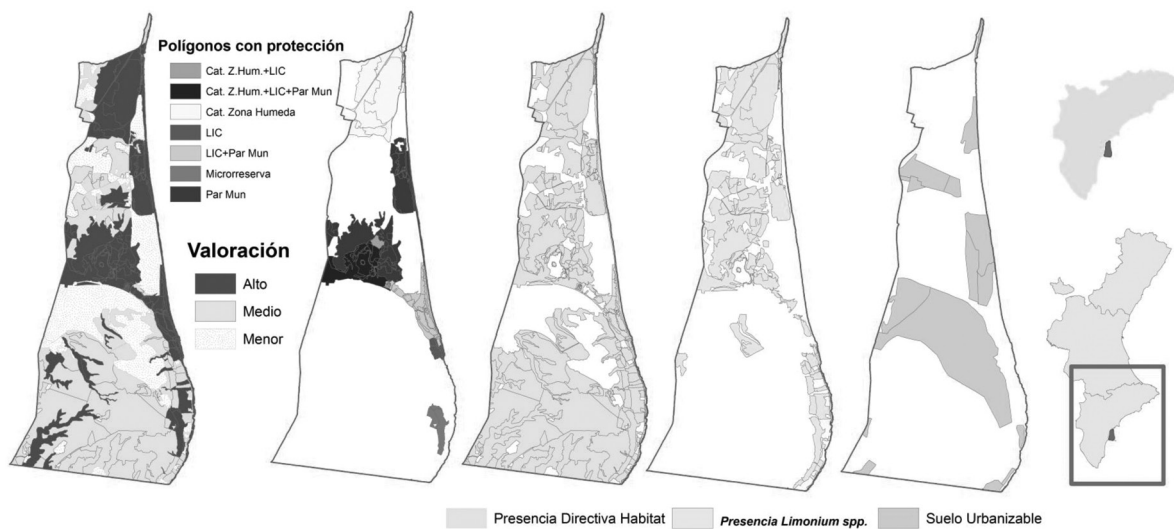 Polígonos con protección
Cat. Z.Hum.+LIC
Cat. Z.Hum.+LIC+Par Mun
Cat. Zona Humeda
LIC
LIC+Par Mun
Microrreserva
Par Mun
Valoración
Alto
Medio
Menor
Presencia Directiva Habitat
Presencia Limonium spp.
Suelo Urbanizable